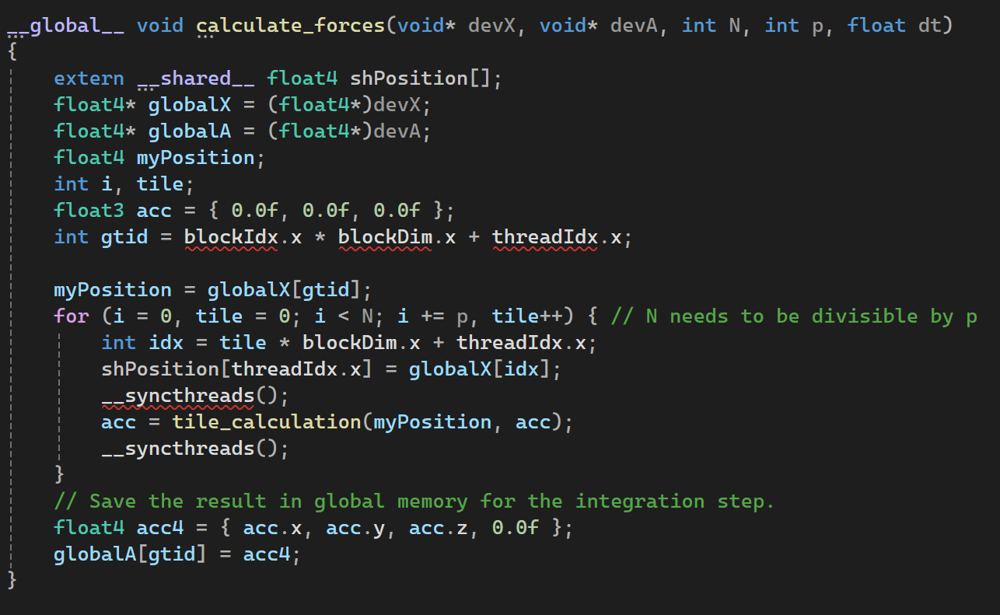 __global__ void calculate_forces(void* devX, void* devA, int N, int p, float dt)
{
    extern __shared__ float4 shPosition[];
    float4* globalX = (float4*)devX;
    float4* globalA = (float4*)devA;
    float4 myPosition;
    int i, tile;
    float3 acc = { 0.0f, 0.0f, 0.0f };
    int gtid = blockIdx.x * blockDim.x + threadIdx.x;

    myPosition = globalX[gtid];
    for (i = 0, tile = 0; i < N; i += p, tile++) { // N needs to be divisible by p
        int idx = tile * blockDim.x + threadIdx.x;
        shPosition[threadIdx.x] = globalX[idx];
        __syncthreads();
        acc = tile_calculation(myPosition, acc);
        __syncthreads();
    }
    // Save the result in global memory for the integration step.
    float4 acc4 = { acc.x, acc.y, acc.z, 0.0f };
    globalA[gtid] = acc4;
}